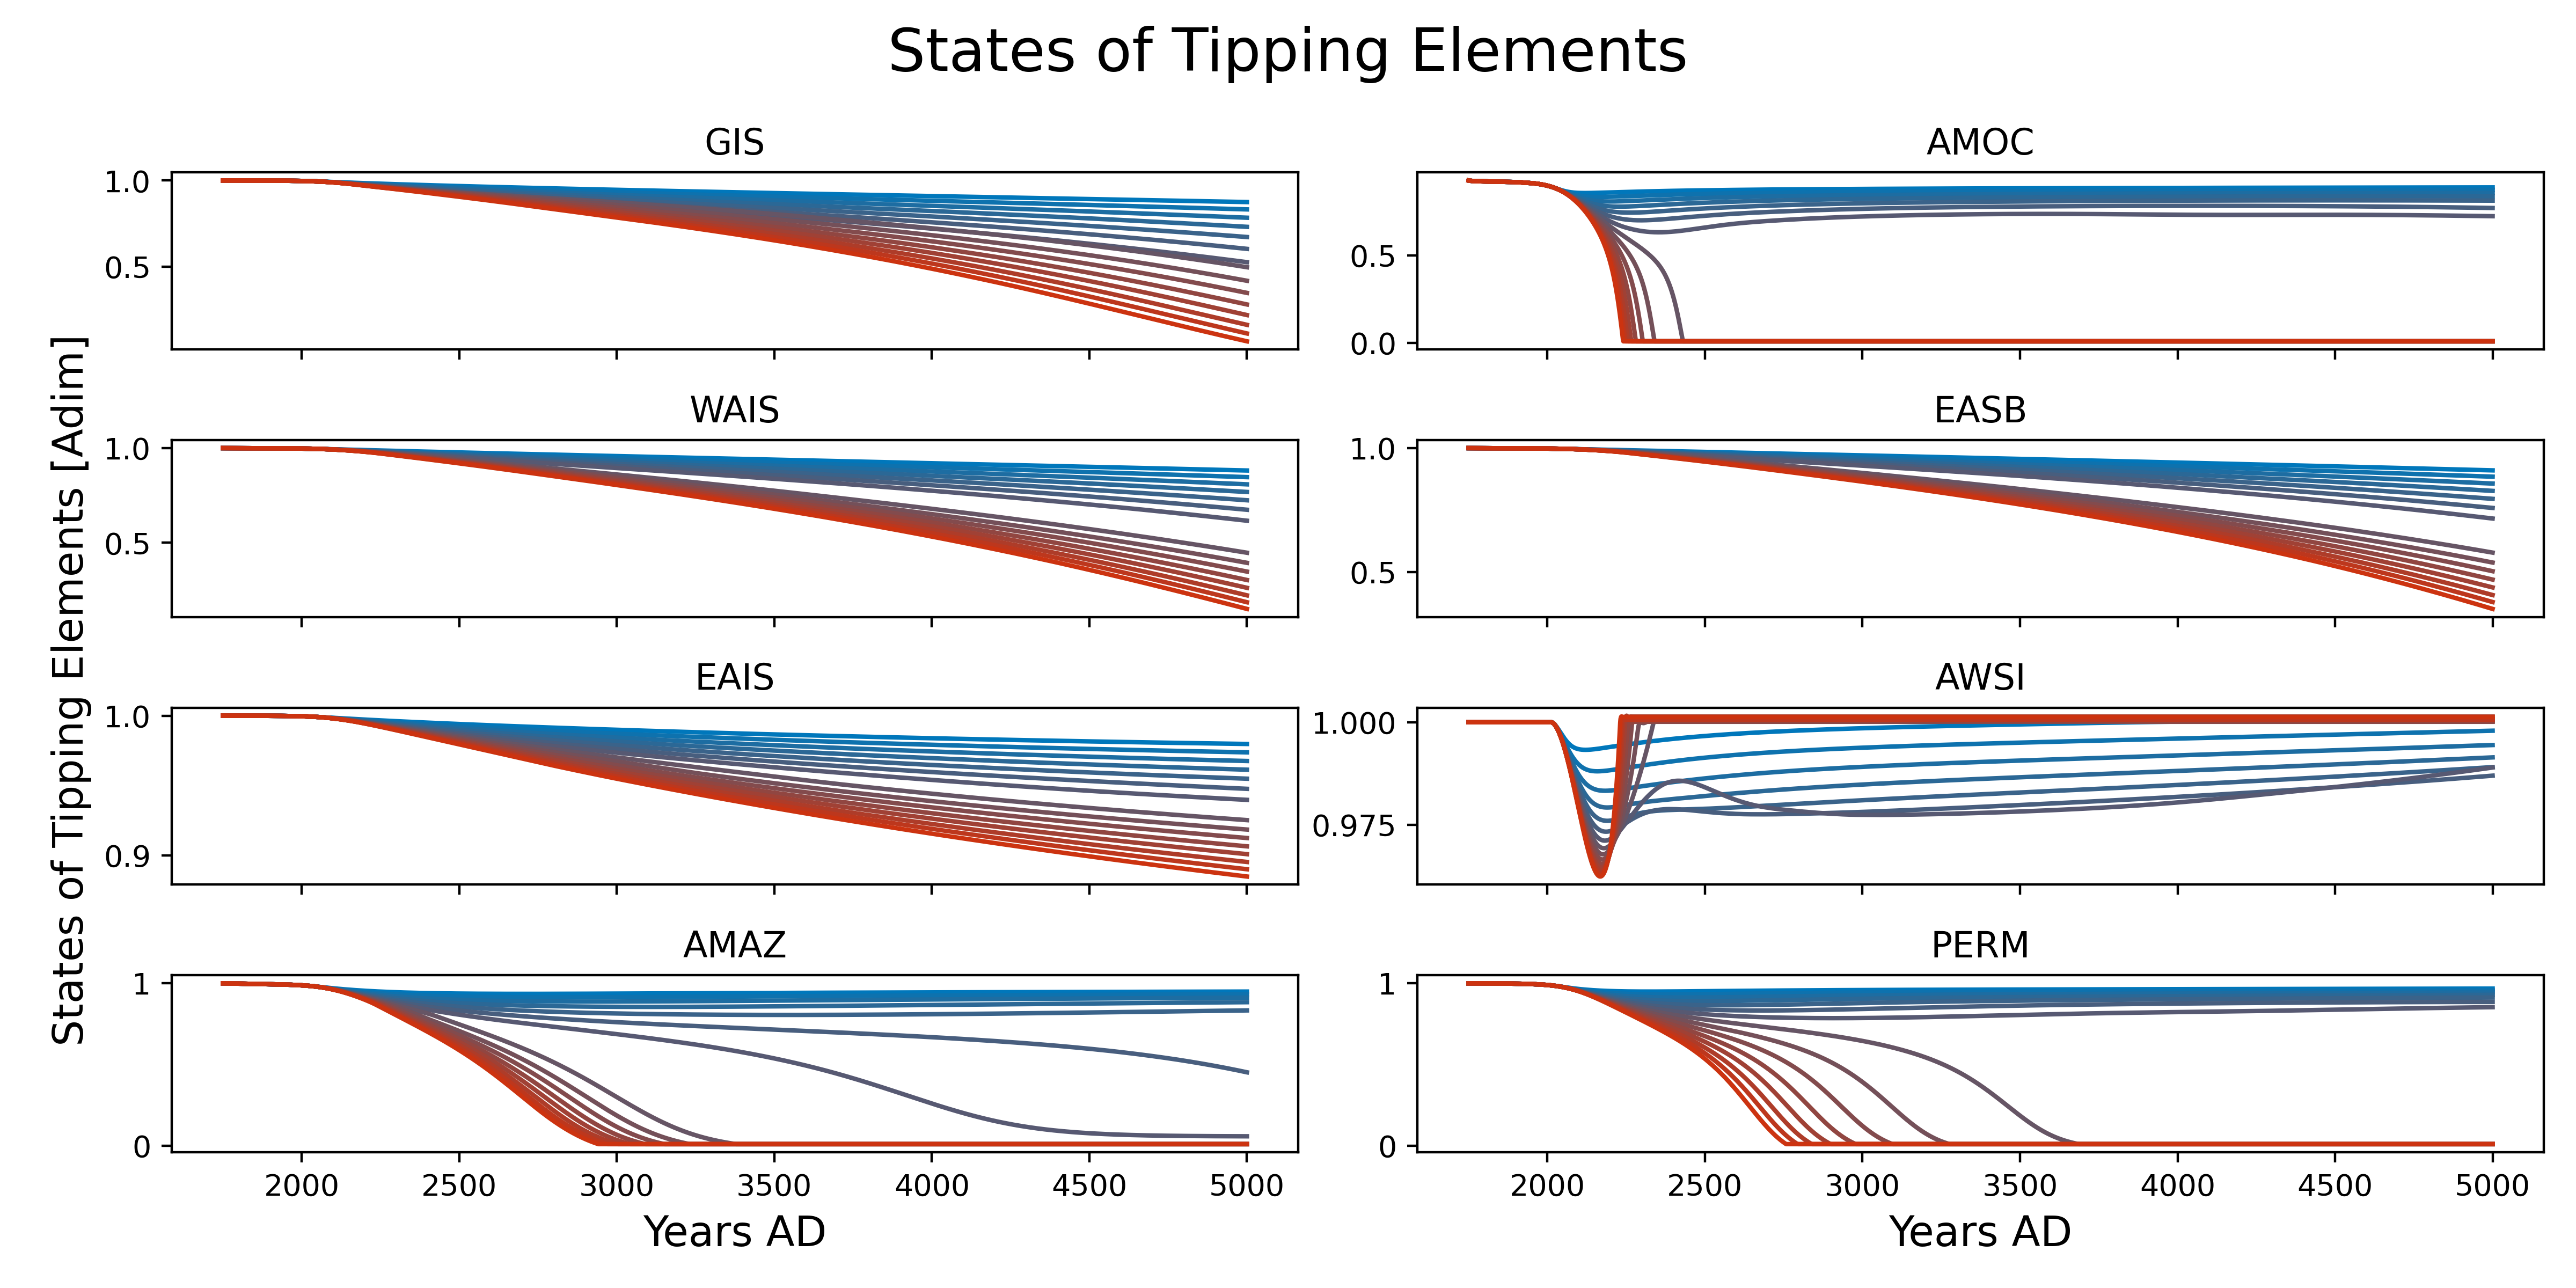 States of Tipping Elements
States of Tipping Elements [Adim]
GIS
1.0
0.5
AMOC
0.5
0.0
WAIS
1.0
0.5
EASB
1.0
0.5
EAIS
1.0
0.9
AWSI
1.000
0.975
AMAZ
1
0
2000 2500 3000 3500 4000 4500 5000
Years AD
PERM
1
0
2000 2500 3000 3500 4000 4500 5000
Years AD